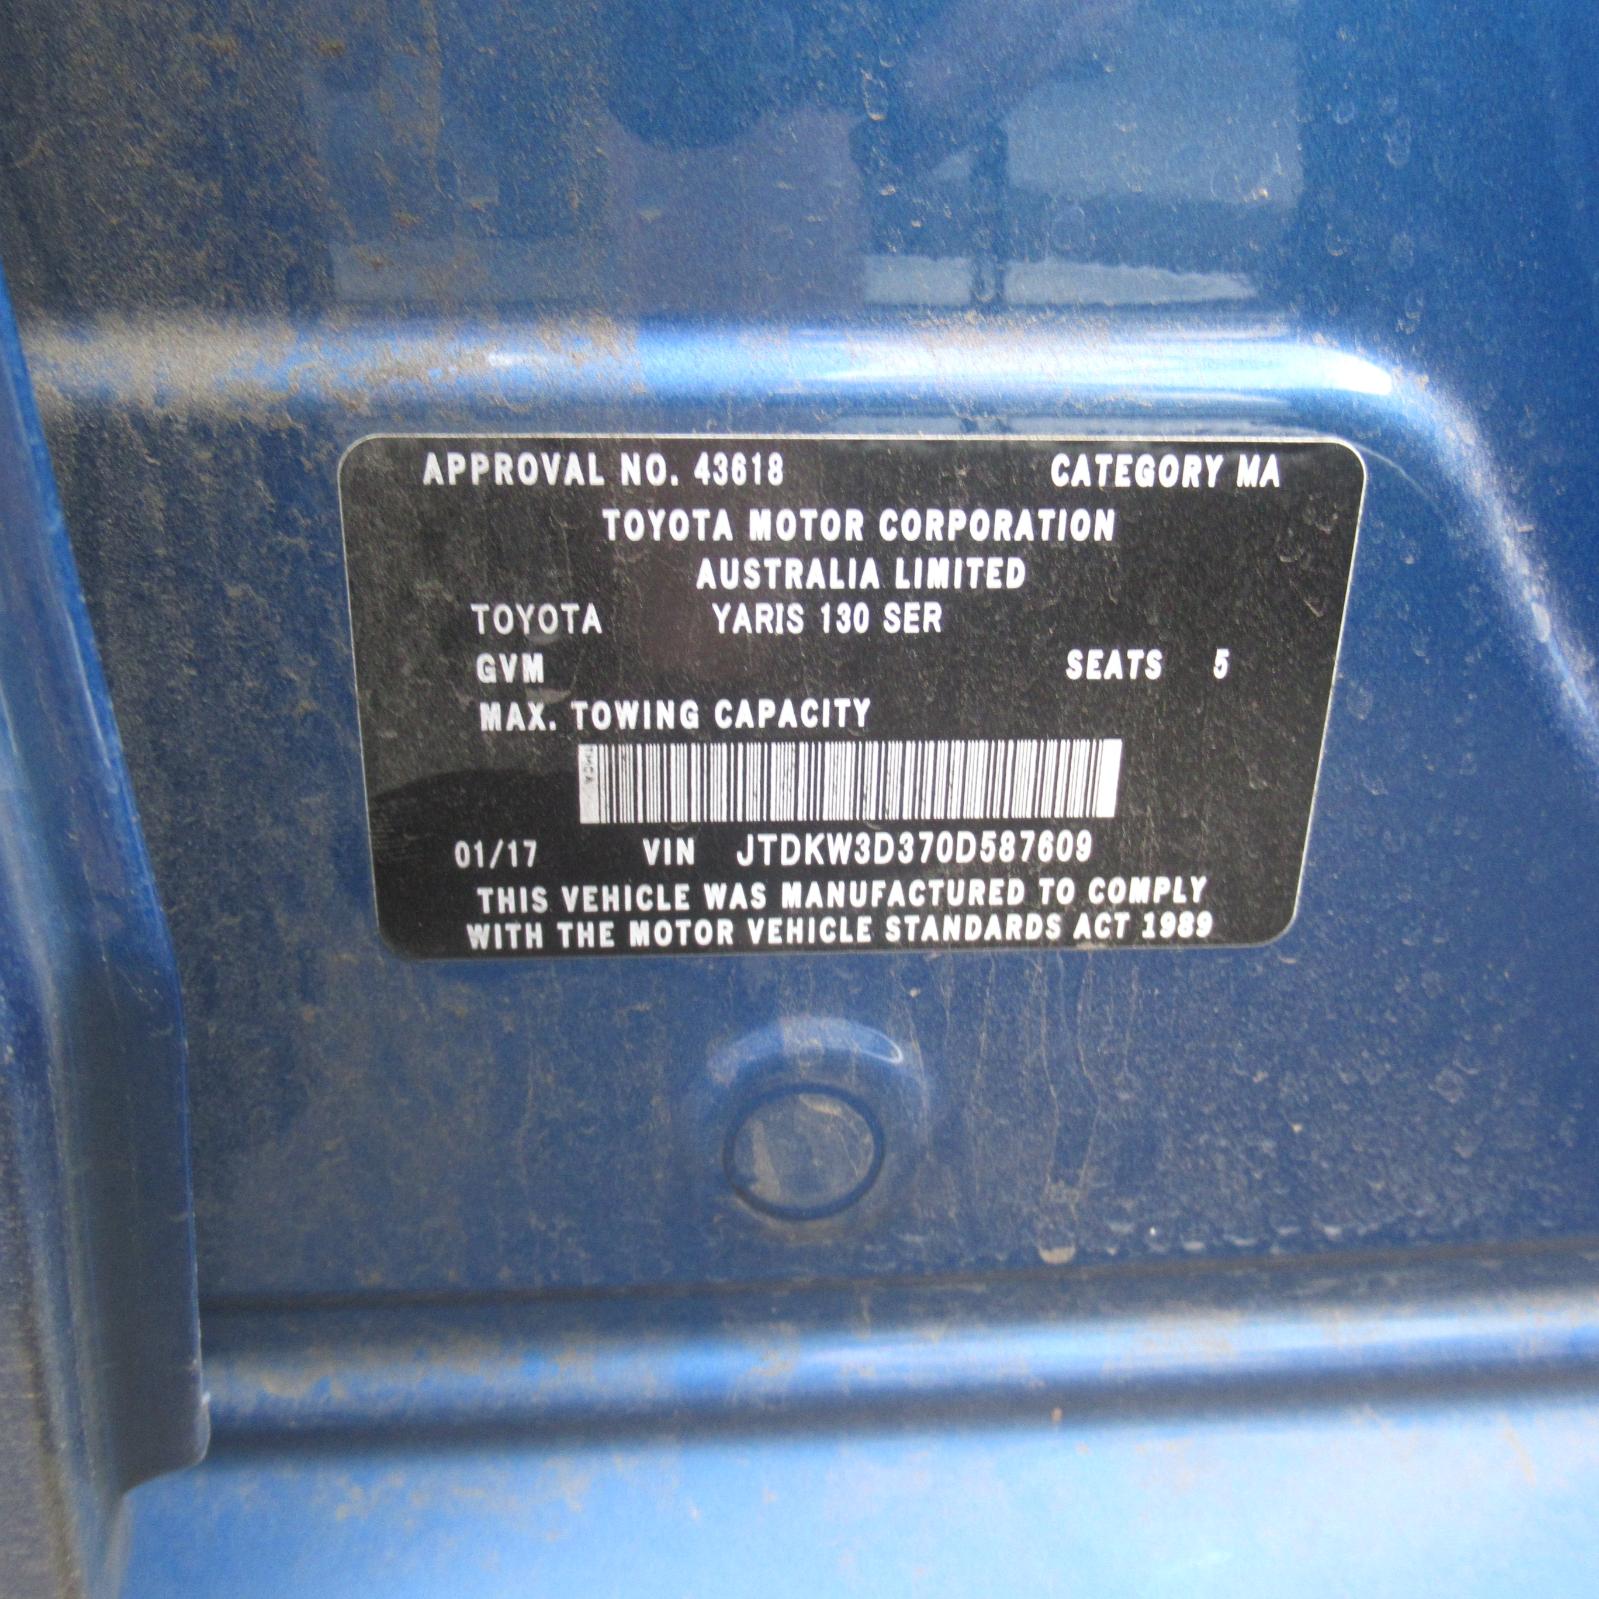 APPROVAL NO. 43618 CATEGORY MA
TOYOTA MOTOR CORPORATION
AUSTRALIA LIMITED
TOYOTA YARIS 130 SER
GVM SEATS 5
MAX. TOWING CAPACITY
01/17 VIN JTDKW3D370D587609
THIS VEHICLE WAS MANUFACTURED TO COMPLY
WITH THE MOTOR VEHICLE STANDARDS ACT 1989